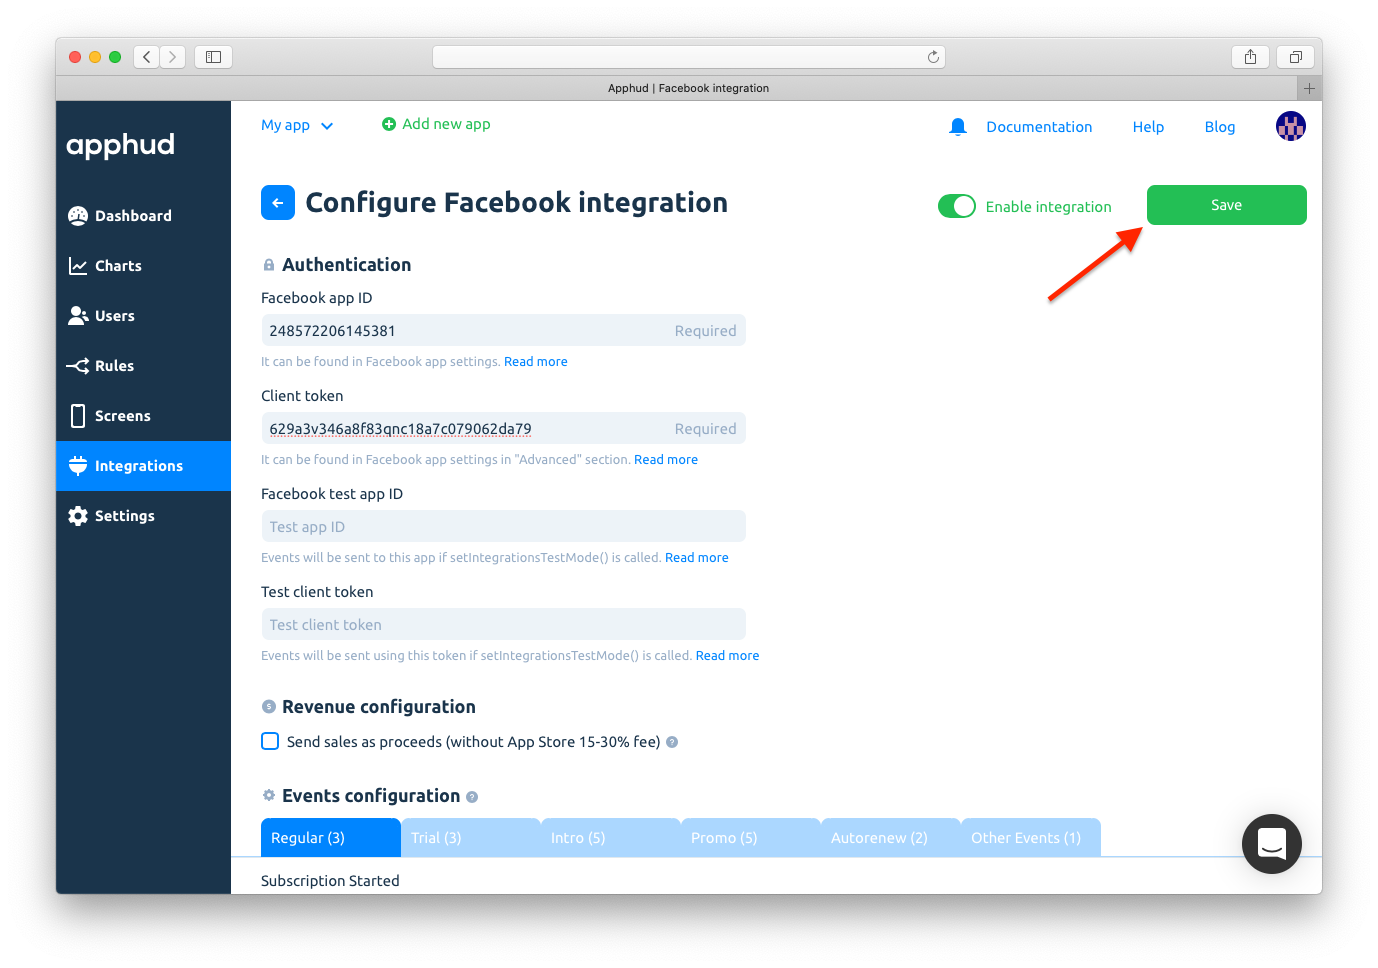 Apphud | Facebook integration
apphud
My app
Add new app
Documentation
Help
Blog
Dashboard
Charts
Users
Rules
Screens
Integrations
Settings
Configure Facebook integration
Enable integration
Save
Authentication
Facebook app ID
248572206145381 Required
It can be found in Facebook app settings. Read more
Client token
629a3v346a8f83qnc18a7c079062da79 Required
It can be found in Facebook app settings in "Advanced" section. Read more
Facebook test app ID
Test app ID
Events will be sent to this app if setIntegrationsTestMode() is called. Read more
Test client token
Test client token
Events will be sent using this token if setIntegrationsTestMode() is called. Read more
Revenue configuration
Send sales as proceeds (without App Store 15-30% fee)
Events configuration
Regular (3)
Trial (3)
Intro (5)
Promo (5)
Autorenew (2)
Other Events (1)
Subscription Started